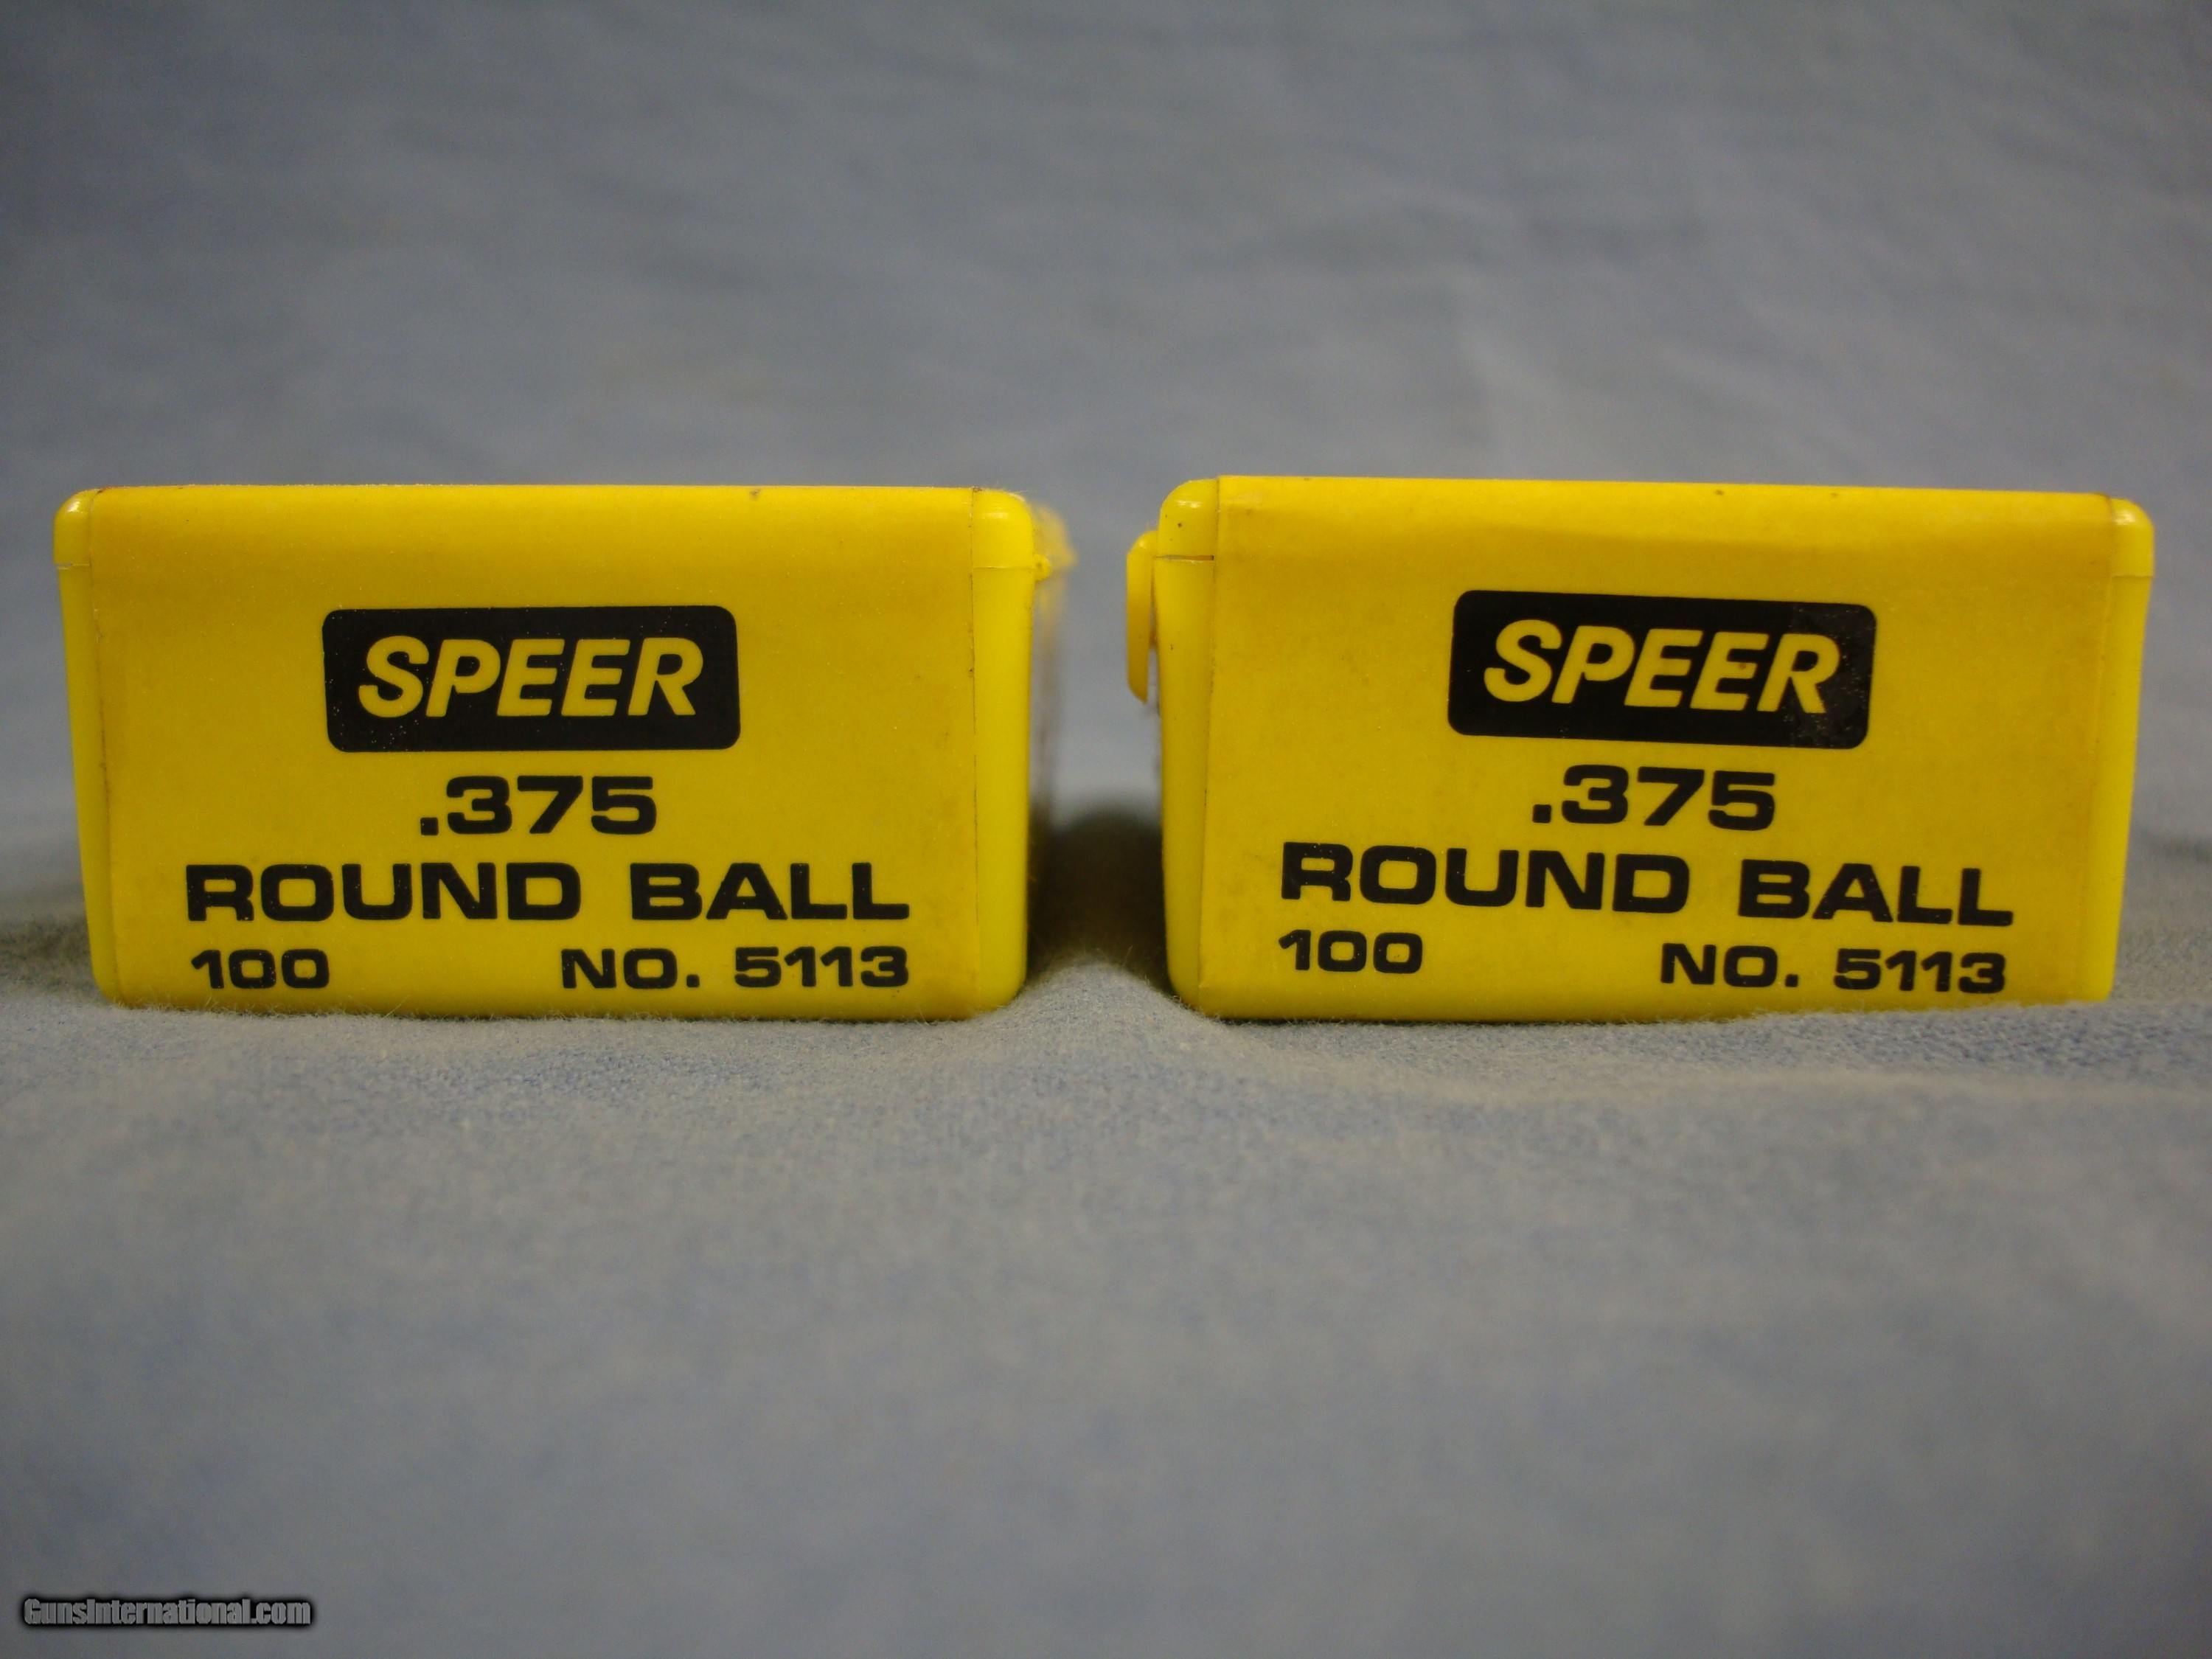 SPEER
.375
ROUND BALL
100 NO. 5113
SPEER
.375
ROUND BALL
100 NO. 5113
GunsInternational.com